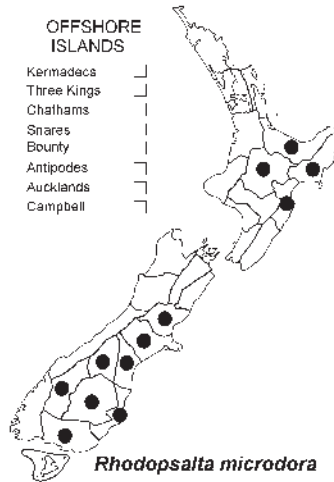 OFFSHORE
ISLANDS
Kermadecs
Three Kings
Chathams
Snares
Bounty
Antipodes
Aucklands
Campbell
Rhodopsalta microdora